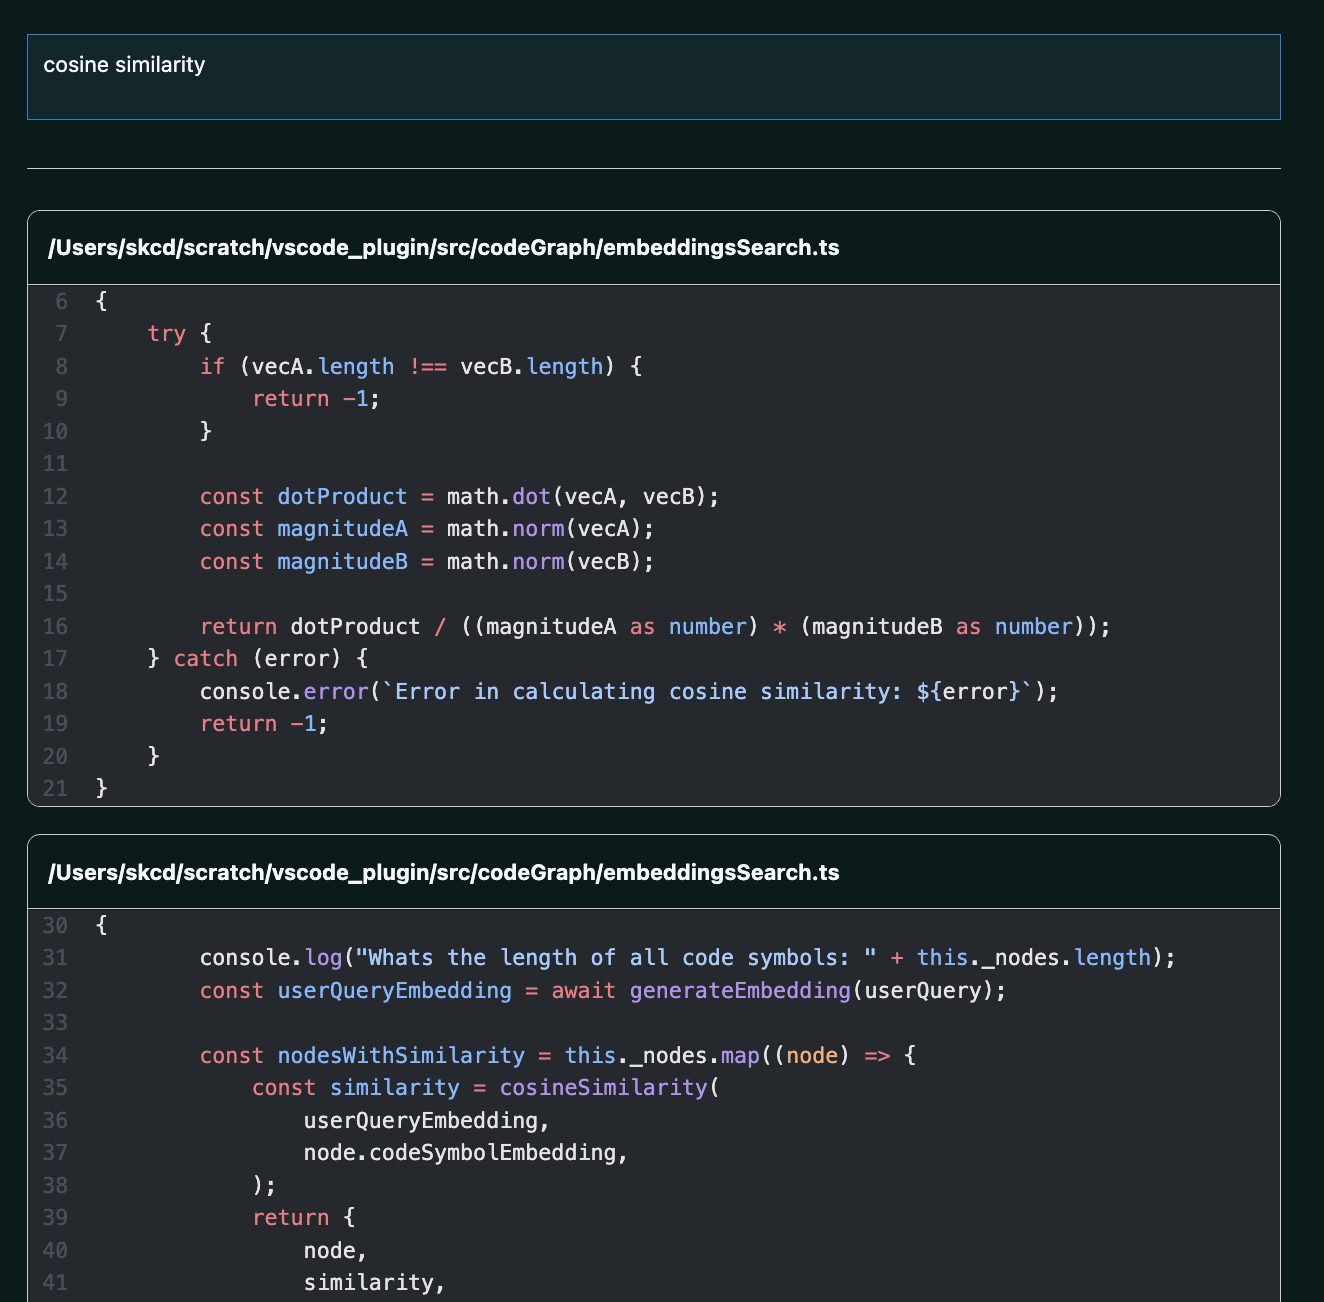 cosine similarity
/Users/skcd/scratch/vscode_plugin/src/codeGraph/embeddingsSearch.ts
6 {
7     try {
8         if (vecA.length !== vecB.length) {
9             return -1;
10         }
11
12         const dotProduct = math.dot(vecA, vecB);
13         const magnitudeA = math.norm(vecA);
14         const magnitudeB = math.norm(vecB);
15
16         return dotProduct / ((magnitudeA as number) * (magnitudeB as number));
17     } catch (error) {
18         console.error(`Error in calculating cosine similarity: ${error}`);
19         return -1;
20     }
21 }
/Users/skcd/scratch/vscode_plugin/src/codeGraph/embeddingsSearch.ts
30 {
31         console.log("Whats the length of all code symbols: " + this._nodes.length);
32         const userQueryEmbedding = await generateEmbedding(userQuery);
33
34         const nodesWithSimilarity = this._nodes.map((node) => {
35             const similarity = cosineSimilarity(
36                 userQueryEmbedding,
37                 node.codeSymbolEmbedding,
38             );
39             return {
40                 node,
41                 similarity,